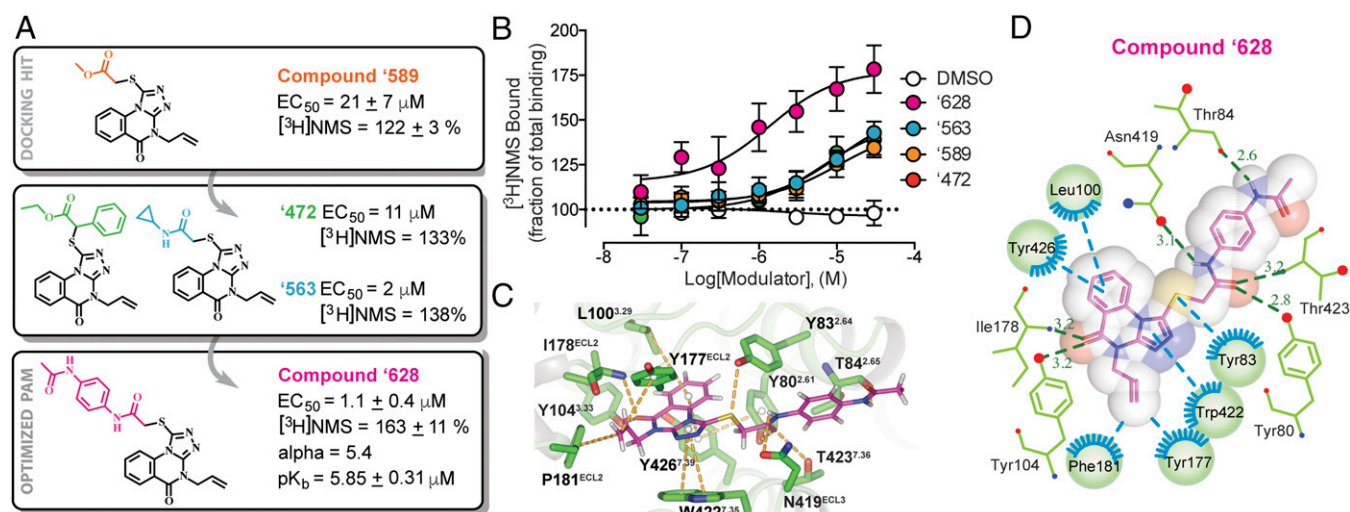 A
DOCKING HIT
O
O
S
N
N
N
N
O
Compound ‘589
EC50 = 21 ± 7 μM
[³H]NMS = 122 ± 3 %
O
O
S
N
N
N
N
O
O
N
H
S
N
N
N
N
O
‘472 EC50 = 11 μM
[³H]NMS = 133%
‘563 EC50 = 2 μM
[³H]NMS = 138%
OPTIMIZED PAM
O
H
N
N
H
O
S
N
N
N
N
O
Compound ‘628
EC50 = 1.1 ± 0.4 μM
[³H]NMS = 163 ± 11 %
alpha = 5.4
pKb = 5.85 ± 0.31 μM
B
[³H]NMS Bound
(fraction of total binding)
200
175
150
125
100
-8
-7
-6
-5
-4
Log[Modulator], (M)
DMSO
‘628
‘563
‘589
‘472
C
L100³·²⁹
I178ᴱᶜᴸ²
Y177ᴱᶜᴸ²
Y83²·⁶⁴
T84²·⁶⁵
Y80²·⁶¹
Y104³·³³
P181ᴱᶜᴸ²
Y426⁷·³⁹
W422⁷·³⁵
T423⁷·³⁶
N419ᴱᶜᴸ³
D
Compound ‘628
Thr84
Asn419
2.6
Leu100
3.1
Tyr426
3.2
2.8
Thr423
Ile178
3.2
3.2
Tyr83
Trp422
Tyr80
Tyr104
Phe181
Tyr177